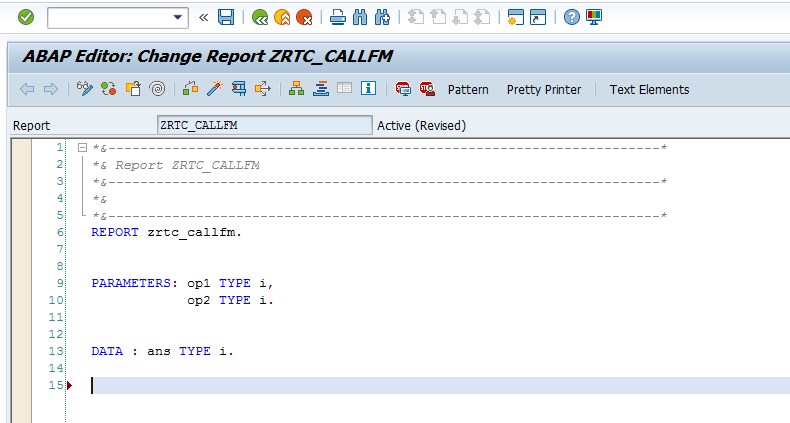 ABAP Editor: Change Report ZRTC_CALLFM
Pattern Pretty Printer Text Elements
Report ZRTC_CALLFM Active (Revised)
1 *&---------------------------------------------------------------------*
2 *& Report ZRTC_CALLFM
3 *&---------------------------------------------------------------------*
4 *&
5 *&---------------------------------------------------------------------*
6 REPORT zrtc_callfm.
7
8
9 PARAMETERS: op1 TYPE i,
10 op2 TYPE i.
11
12
13 DATA : ans TYPE i.
14
15